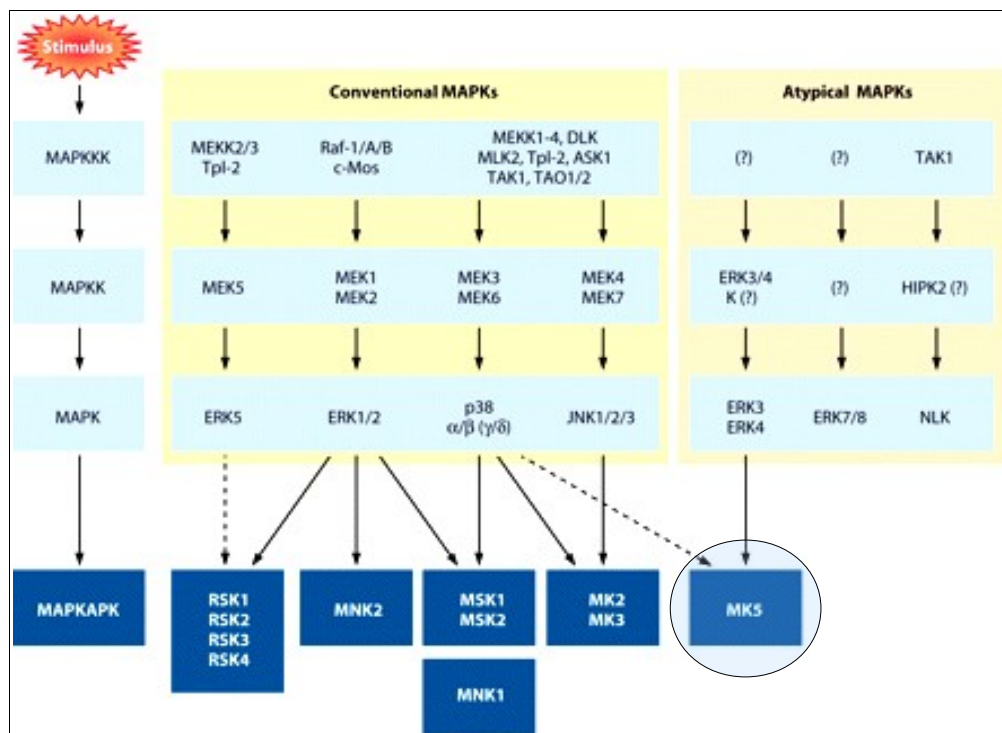 Stimulus
Conventional MAPKs
Atypical MAPKs
MAPKKK
MEKK2/3
Tpl-2
Raf-1/A/B
c-Mos
MEKK1-4, DLK
MLK2, Tpl-2, ASK1
TAK1, TAO1/2
(?)
(?)
TAK1
MAPKK
MEK5
MEK1
MEK2
MEK3
MEK6
MEK4
MEK7
ERK3/4
K (?)
(?)
HIPK2 (?)
MAPK
ERK5
ERK1/2
p38
α/β (γ/δ)
JNK1/2/3
ERK3
ERK4
ERK7/8
NLK
MAPKAPK
RSK1
RSK2
RSK3
RSK4
MNK2
MSK1
MSK2
MK2
MK3
MK5
MNK1